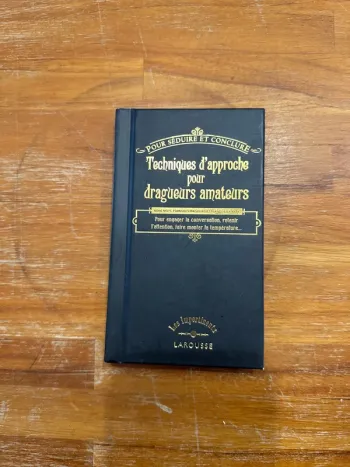 POUR SÉDUIRE ET CONCLURE
Techniques d'approche
pour
dragueurs amateurs
Pour engager la conversation, retenir
l'attention, faire monter la température...
Les Impertinents
LAROUSSE